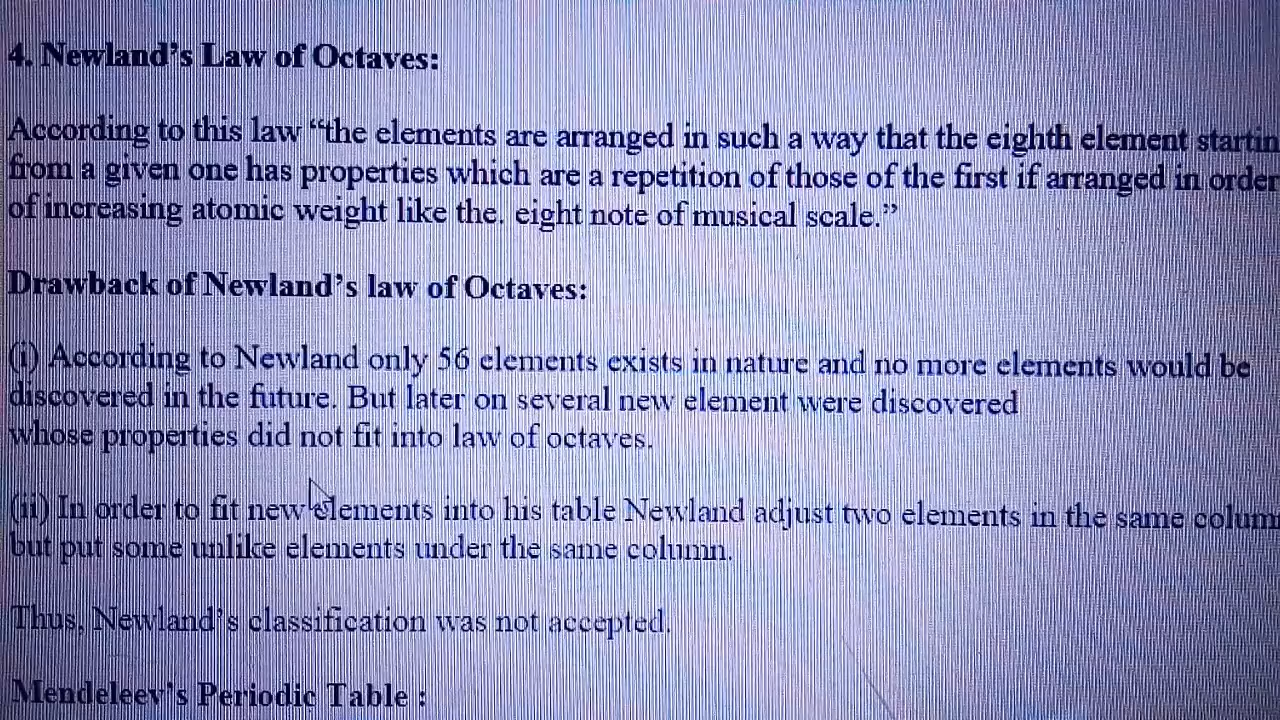 4. Newland's Law of Octaves:
According to this law “the elements are arranged in such a way that the eighth element startin
from a given one has properties which are a repetition of those of the first if arranged in order
of increasing atomic weight like the. eight note of musical scale.”
Drawback of Newland's law of Octaves:
(i) According to Newland only 56 elements exists in nature and no more elements would be
discovered in the future. But later on several new element were discovered
whose properties did not fit into law of octaves.
(ii) In order to fit new elements into his table Newland adjust two elements in the same colum
but put some unlike elements under the same column.
Thus, Newland's classification was not accepted.
Mendeleev's Periodic Table :